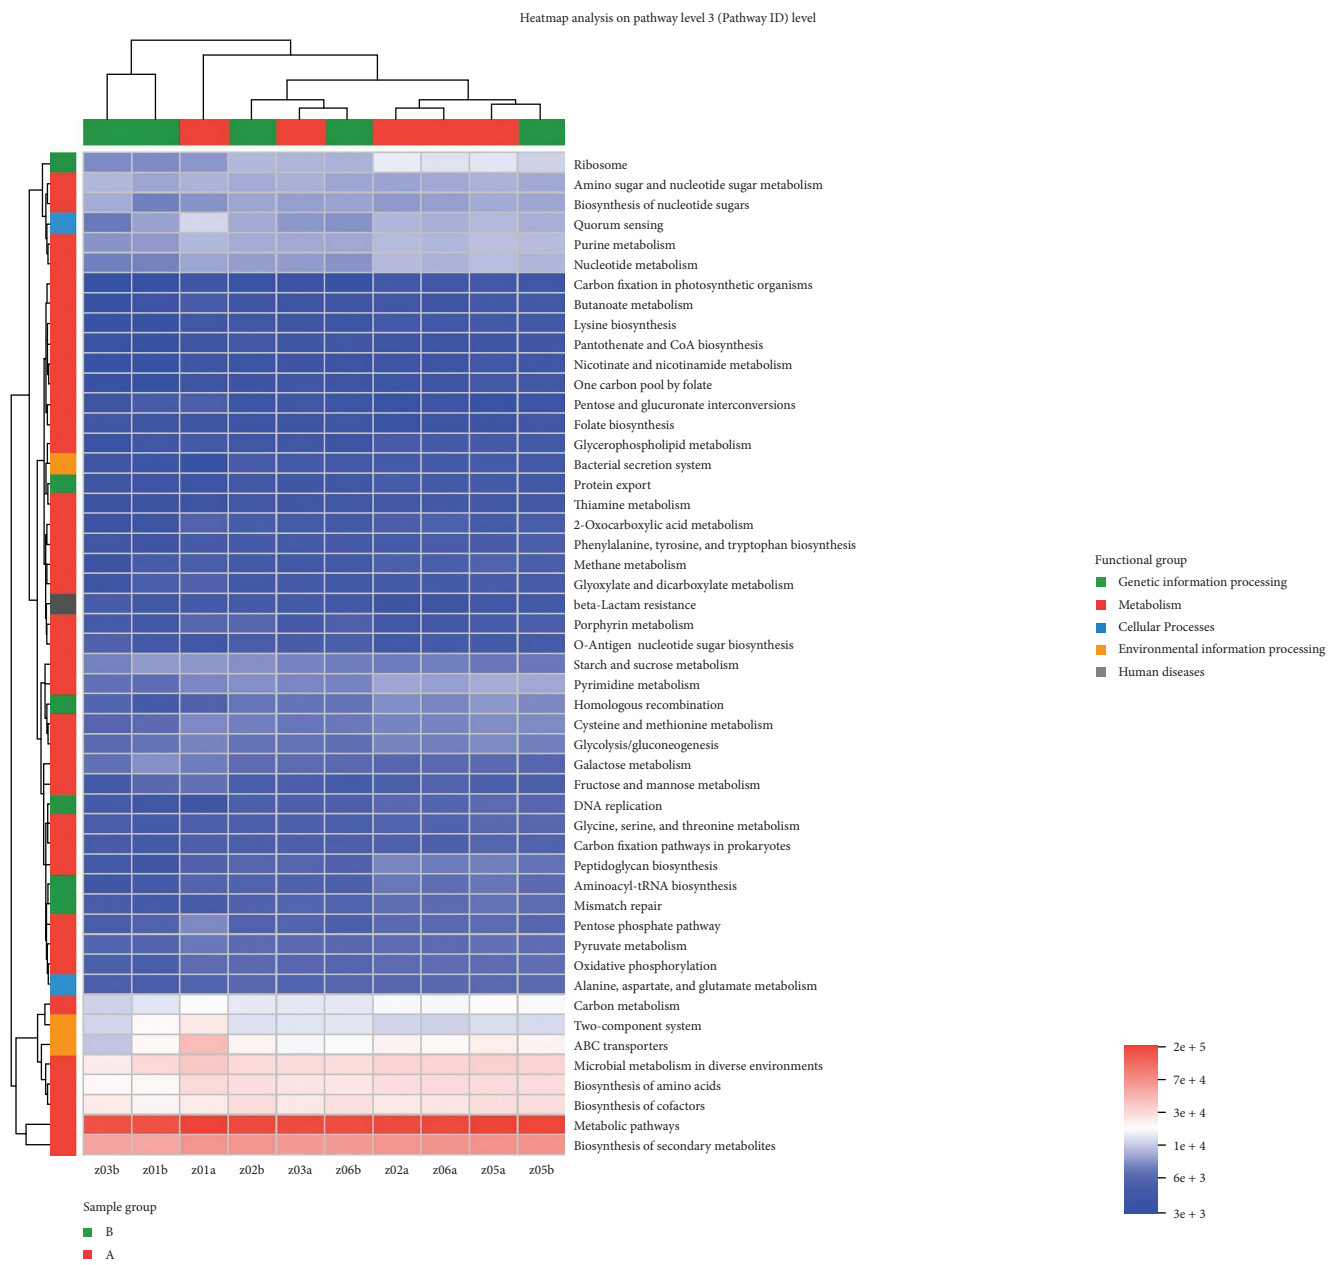 Heatmap analysis on pathway level 3 (Pathway ID) level
Ribosome
Amino sugar and nucleotide sugar metabolism
Biosynthesis of nucleotide sugars
Quorum sensing
Purine metabolism
Nucleotide metabolism
Carbon fixation in photosynthetic organisms
Butanoate metabolism
Lysine biosynthesis
Pantothenate and CoA biosynthesis
Nicotinate and nicotinamide metabolism
One carbon pool by folate
Pentose and glucuronate interconversions
Folate biosynthesis
Glycerophospholipid metabolism
Bacterial secretion system
Protein export
Thiamine metabolism
2-Oxocarboxylic acid metabolism
Phenylalanine, tyrosine, and tryptophan biosynthesis
Methane metabolism
Glyoxylate and dicarboxylate metabolism
beta-Lactam resistance
Porphyrin metabolism
O-Antigen nucleotide sugar biosynthesis
Starch and sucrose metabolism
Pyrimidine metabolism
Homologous recombination
Cysteine and methionine metabolism
Glycolysis/gluconeogenesis
Galactose metabolism
Fructose and mannose metabolism
DNA replication
Glycine, serine, and threonine metabolism
Carbon fixation pathways in prokaryotes
Peptidoglycan biosynthesis
Aminoacyl-tRNA biosynthesis
Mismatch repair
Pentose phosphate pathway
Pyruvate metabolism
Oxidative phosphorylation
Alanine, aspartate, and glutamate metabolism
Carbon metabolism
Two-component system
ABC transporters
Microbial metabolism in diverse environments
Biosynthesis of amino acids
Biosynthesis of cofactors
Metabolic pathways
Biosynthesis of secondary metabolites
z03b z01b z01a z02b z03a z06b z02a z06a z05a z05b
Sample group
B
A
Functional group
Genetic information processing
Metabolism
Cellular Processes
Environmental information processing
Human diseases
2e + 5
7e + 4
3e + 4
1e + 4
6e + 3
3e + 3